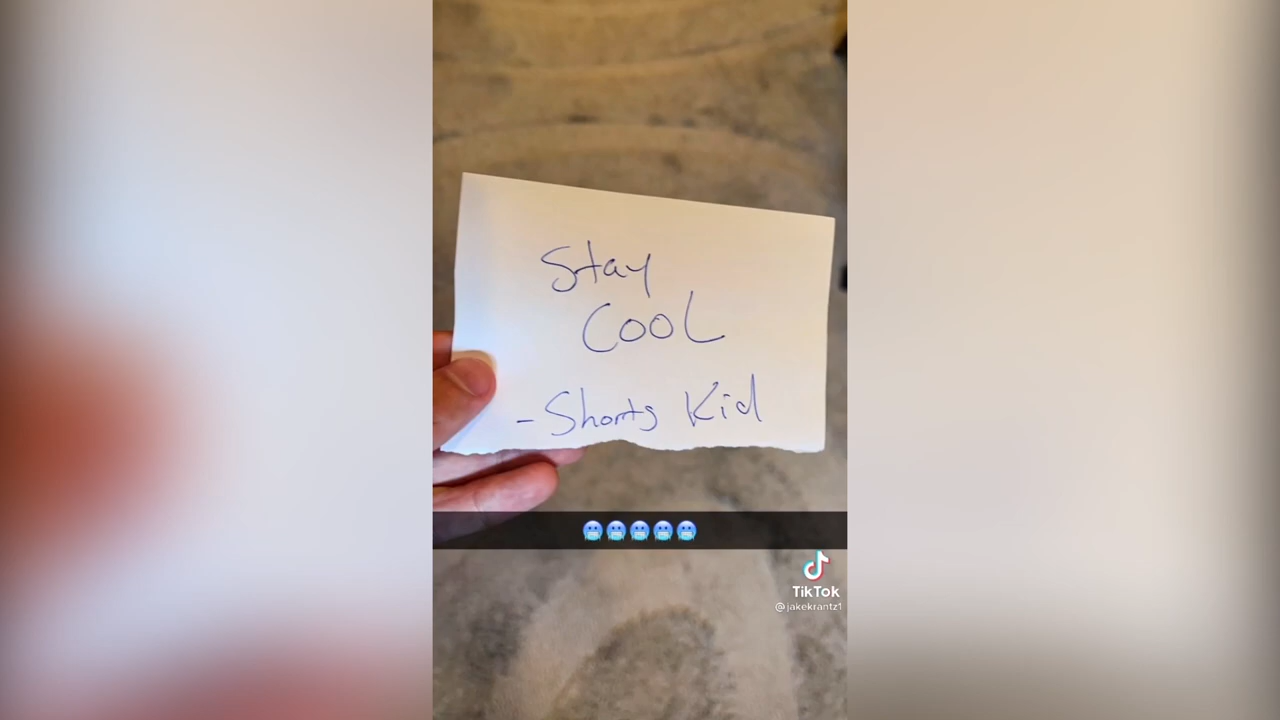 Stay
Cool
- Shorts Kid
🥶🥶🥶🥶🥶
TikTok
@jakekrantz1